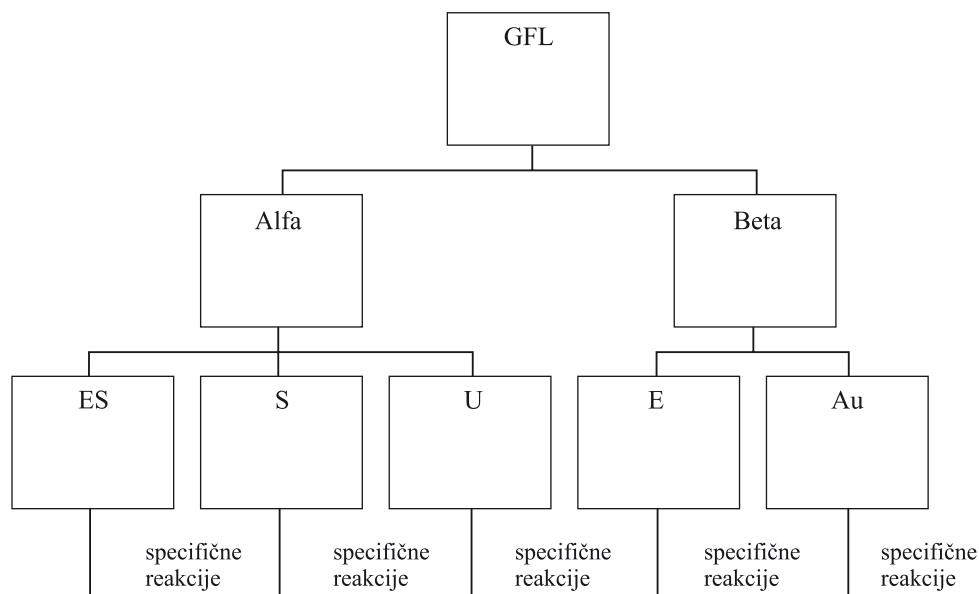 GFL
Alfa
Beta
ES
S
U
E
Au
specifične
reakcije
specifične
reakcije
specifične
reakcije
specifične
reakcije
specifične
reakcije